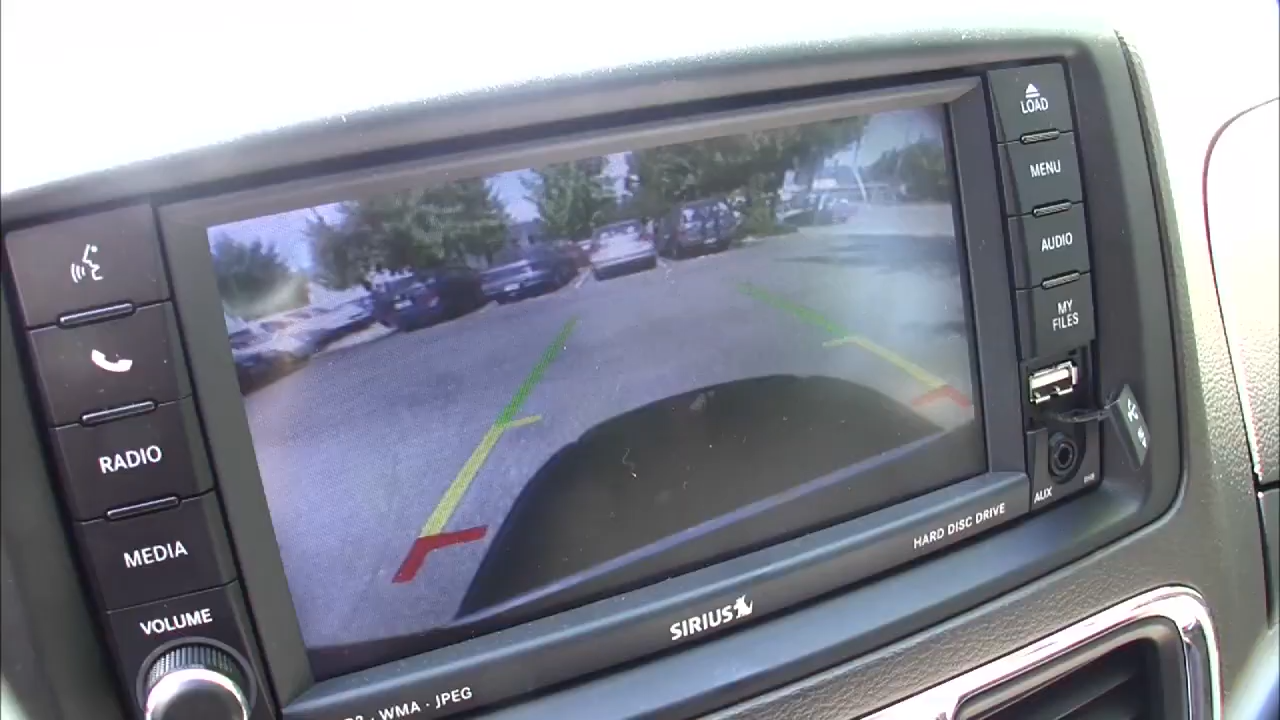 LOAD
MENU
AUDIO
MY
FILES
RADIO
MEDIA
VOLUME
AUX
HARD DISC DRIVE
SIRIUS
· WMA · JPEG